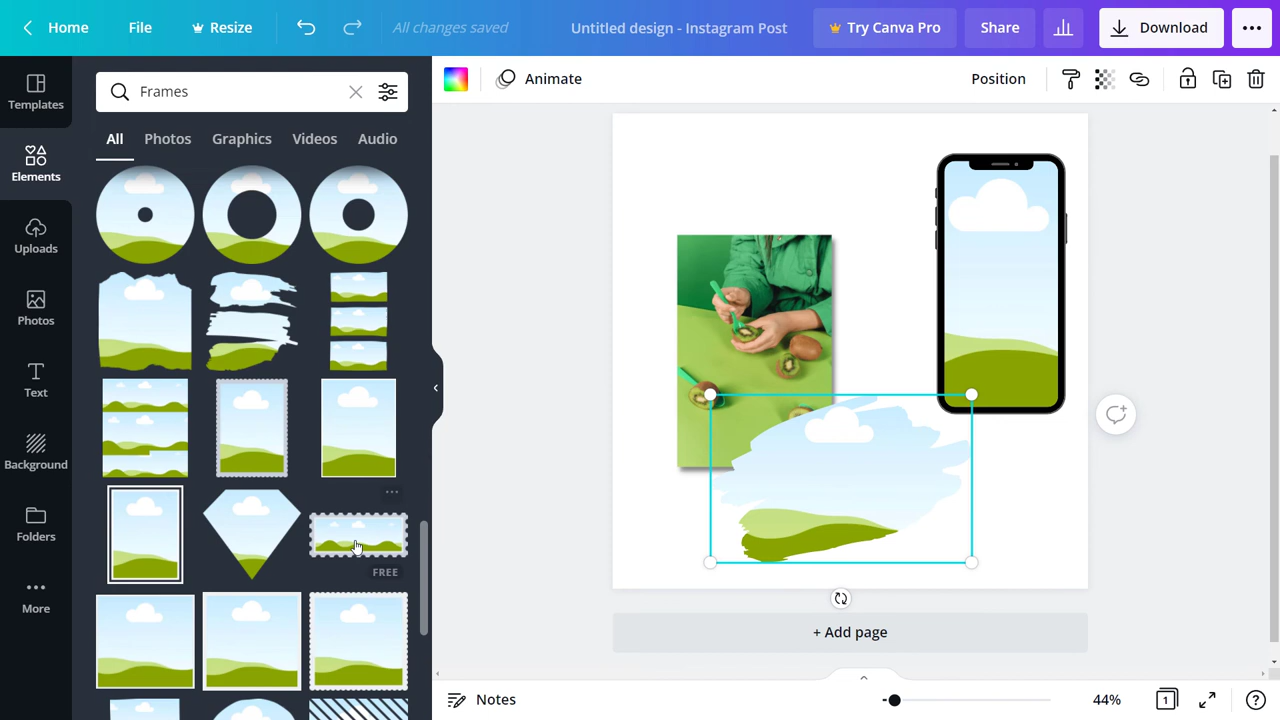 Home
File
Resize
All changes saved
Untitled design - Instagram Post
Try Canva Pro
Share
Download
Templates
Elements
Uploads
Photos
Text
Background
Folders
More
Frames
All
Photos
Graphics
Videos
Audio
FREE
Animate
Position
+ Add page
Notes
44%
1